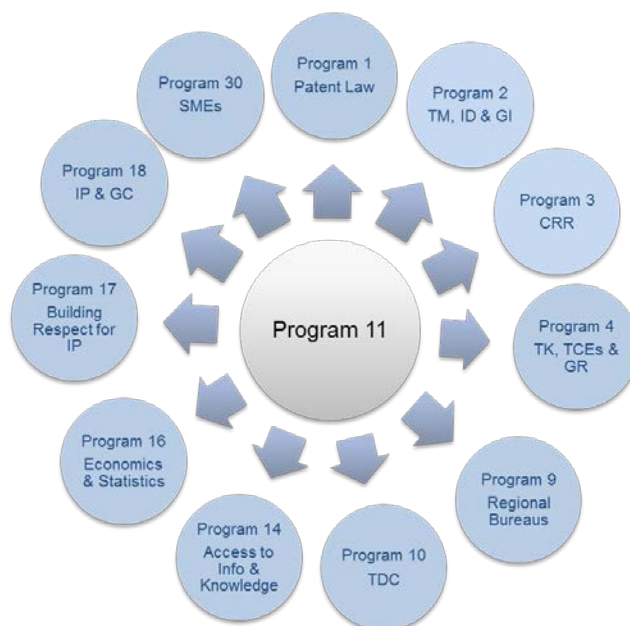 Program 1
Patent Law
Program 2
TM, ID & GI
Program 3
CRR
Program 4
TK, TCEs &
GR
Program 9
Regional
Bureaus
Program 10
TDC
Program 14
Access to
Info &
Knowledge
Program 16
Economics
& Statistics
Program 17
Building
Respect for
IP
Program 18
IP & GC
Program 30
SMEs
Program 11